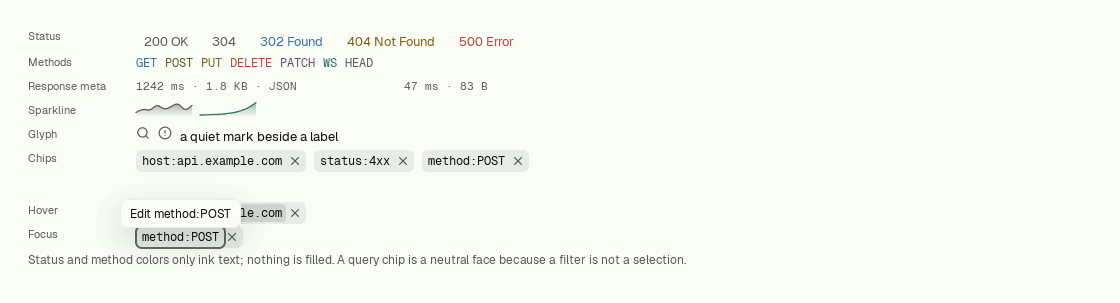 Status 200 OK 304 302 Found 404 Not Found 500 Error
Methods GET POST PUT DELETE PATCH WS HEAD
Response meta 1242 ms · 1.8 KB · JSON 47 ms · 83 B
Sparkline
Glyph a quiet mark beside a label
Chips host:api.example.com status:4xx method:POST
Hover Edit method:POST le.com
Focus method:POST
Status and method colors only ink text; nothing is filled. A query chip is a neutral face because a filter is not a selection.